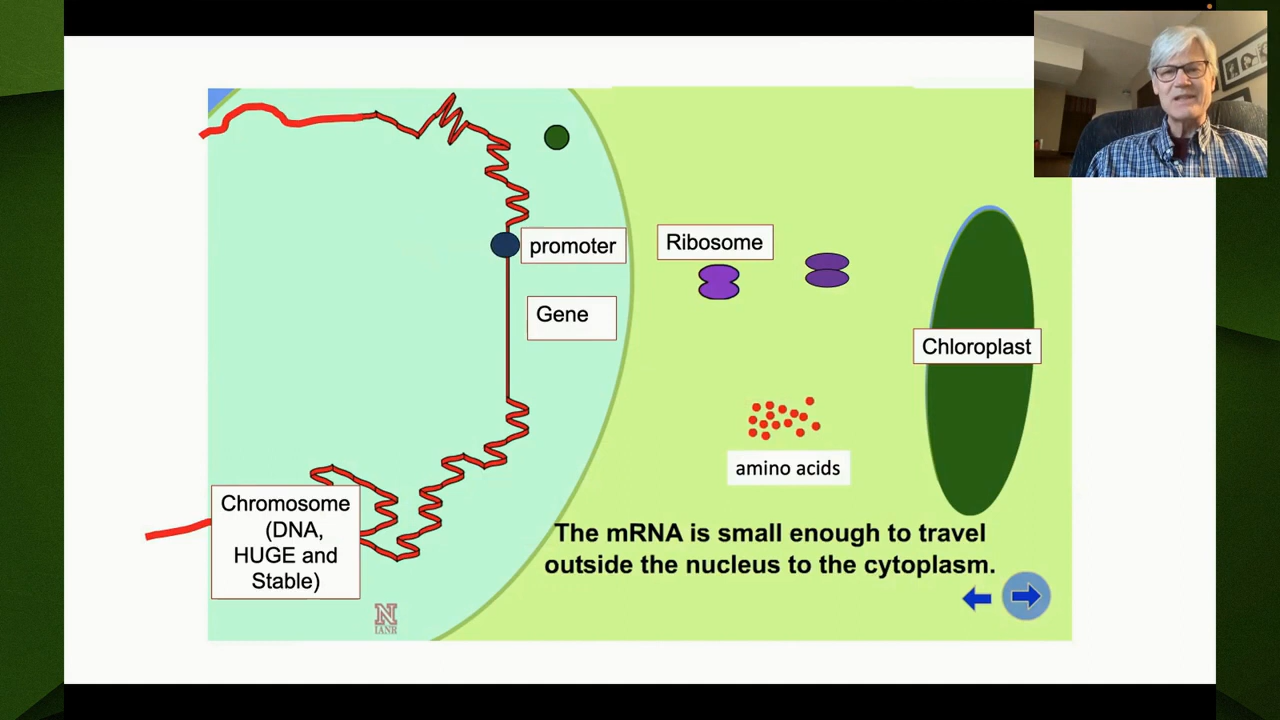 promoter
Ribosome
Gene
Chloroplast
amino acids
Chromosome
(DNA,
HUGE and
Stable)
The mRNA is small enough to travel
outside the nucleus to the cytoplasm.
N
IANR